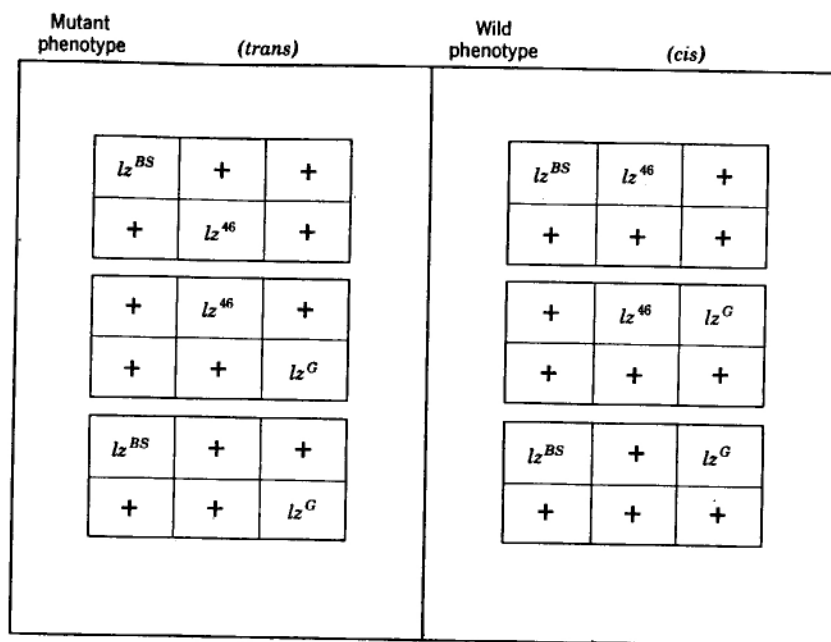 Mutant phenotype (trans)
Wild phenotype (cis)
lz^BS + +
+ lz^46 +
+ lz^46 +
+ + lz^G
lz^BS + +
+ + lz^G
lz^BS lz^46 +
+ + +
+ lz^46 lz^G
+ + +
lz^BS + lz^G
+ + +